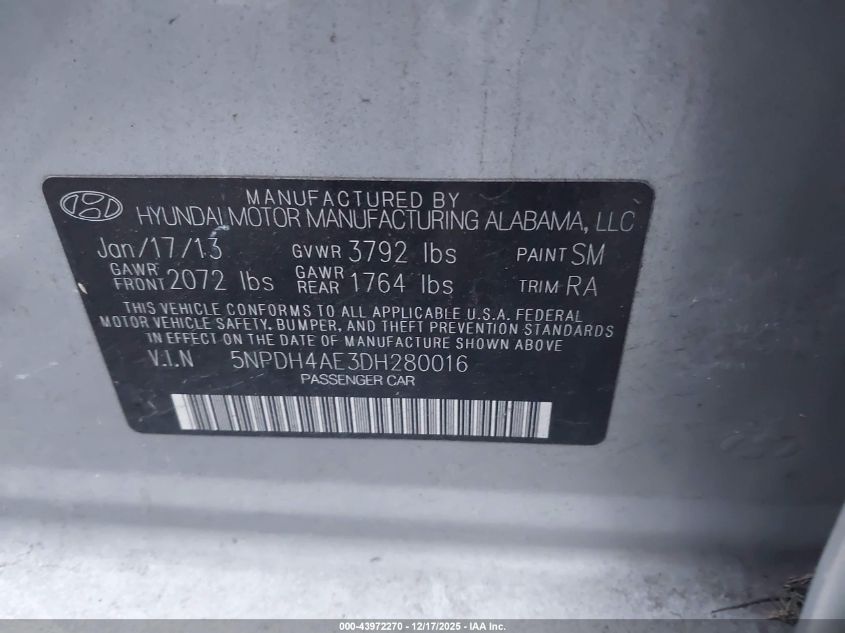 MANUFACTURED BY
HYUNDAI MOTOR MANUFACTURING ALABAMA, LLC
Jan/17/13 GVWR 3792 lbs PAINT SM
GAWR FRONT 2072 lbs GAWR REAR 1764 lbs TRIM RA
THIS VEHICLE CONFORMS TO ALL APPLICABLE U.S.A. FEDERAL
MOTOR VEHICLE SAFETY, BUMPER, AND THEFT PREVENTION STANDARDS
IN EFFECT ON THE DATE OF MANUFACTURE SHOWN ABOVE
V.I.N 5NPDH4AE3DH280016
PASSENGER CAR
000-43972270 - 12/17/2025 - IAA Inc.